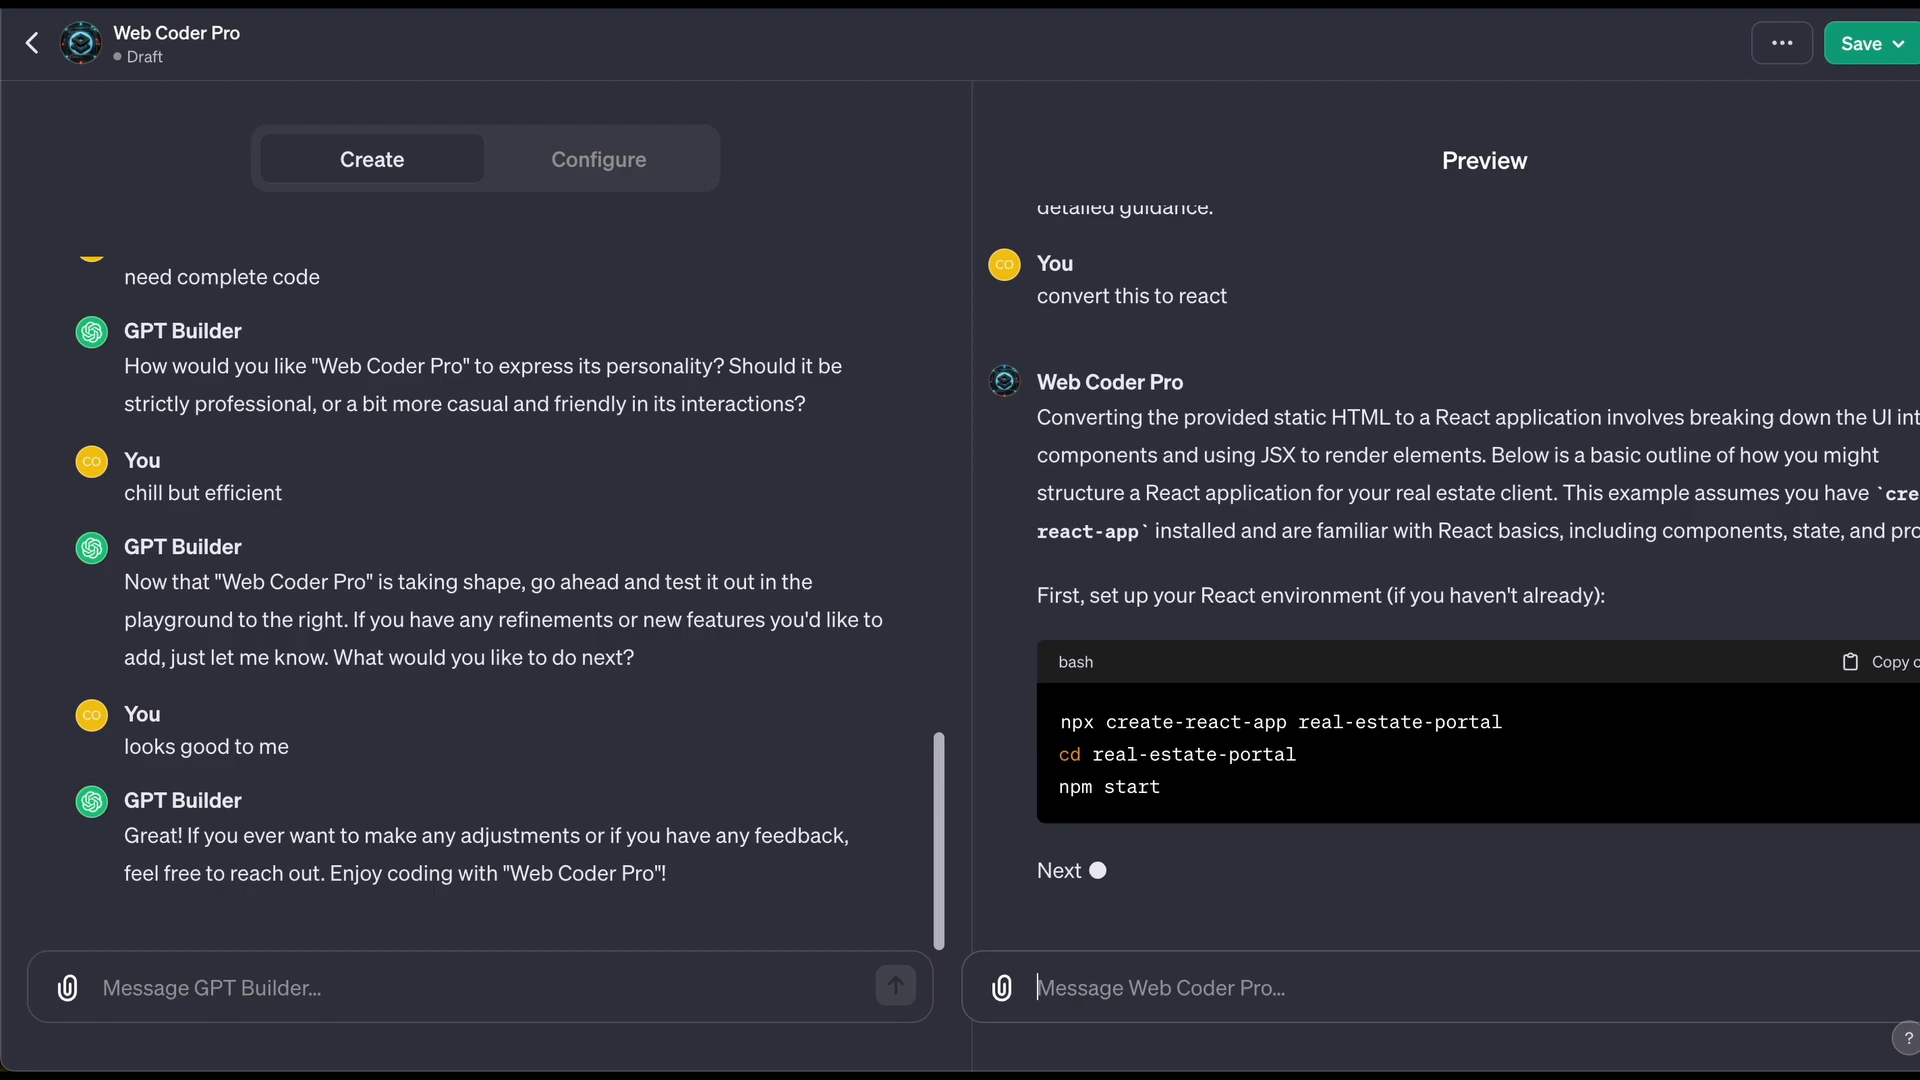 Web Coder Pro
Draft
Save
Create
Configure
need complete code
GPT Builder
How would you like "Web Coder Pro" to express its personality? Should it be
strictly professional, or a bit more casual and friendly in its interactions?
CO
You
chill but efficient
GPT Builder
Now that "Web Coder Pro" is taking shape, go ahead and test it out in the
playground to the right. If you have any refinements or new features you'd like to
add, just let me know. What would you like to do next?
CO
You
looks good to me
GPT Builder
Great! If you ever want to make any adjustments or if you have any feedback,
feel free to reach out. Enjoy coding with "Web Coder Pro"!
Message GPT Builder...
Preview
detailed guidance.
CO
You
convert this to react
Web Coder Pro
Converting the provided static HTML to a React application involves breaking down the UI int
components and using JSX to render elements. Below is a basic outline of how you might
structure a React application for your real estate client. This example assumes you have `cre
react-app` installed and are familiar with React basics, including components, state, and pro
First, set up your React environment (if you haven't already):
bash
Copy c
npx create-react-app real-estate-portal
cd real-estate-portal
npm start
Next
Message Web Coder Pro...
?